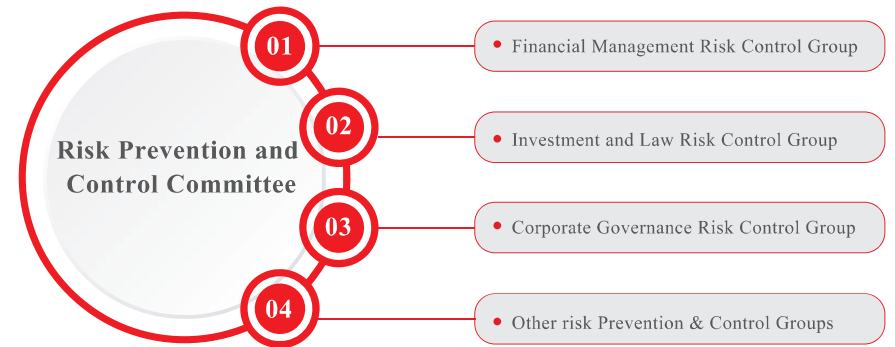 Risk Prevention and
Control Committee
01
Financial Management Risk Control Group
02
Investment and Law Risk Control Group
03
Corporate Governance Risk Control Group
04
Other risk Prevention & Control Groups